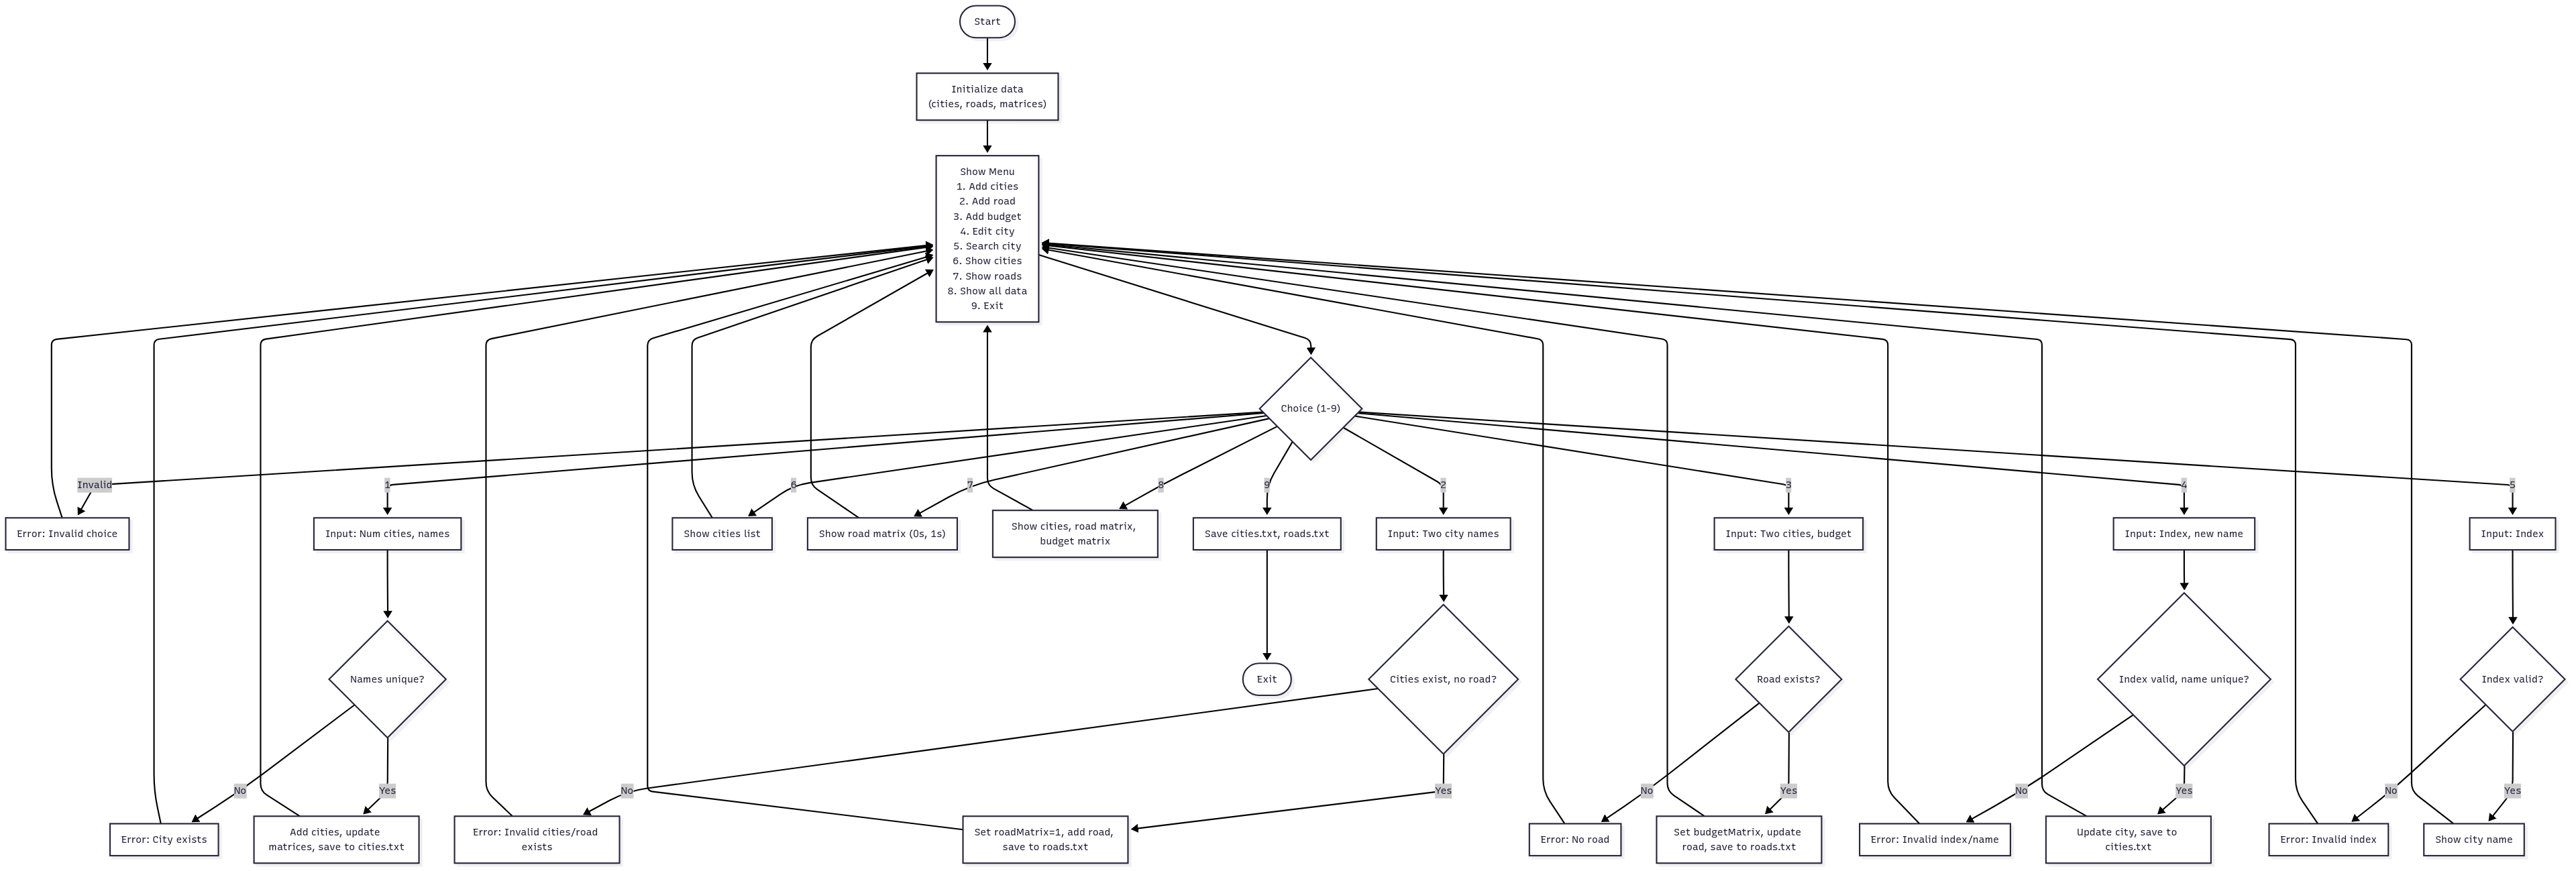 Start
Initialize data
(cities, roads, matrices)
Show Menu
1. Add cities
2. Add road
3. Add budget
4. Edit city
5. Search city
6. Show cities
7. Show roads
8. Show all data
9. Exit
Choice (1-9)
Invalid
1
6
7
8
9
2
3
4
5
Error: Invalid choice
Input: Num cities, names
Show cities list
Show road matrix (0s, 1s)
Show cities, road matrix,
budget matrix
Save cities.txt, roads.txt
Input: Two city names
Input: Two cities, budget
Input: Index, new name
Input: Index
Names unique?
Exit
Cities exist, no road?
Road exists?
Index valid, name unique?
Index valid?
No
Yes
No
Yes
No
Yes
No
Yes
No
Yes
Error: City exists
Add cities, update
matrices, save to cities.txt
Error: Invalid cities/road
exists
Set roadMatrix=1, add road,
save to roads.txt
Error: No road
Set budgetMatrix, update
road, save to roads.txt
Error: Invalid index/name
Update city, save to
cities.txt
Error: Invalid index
Show city name